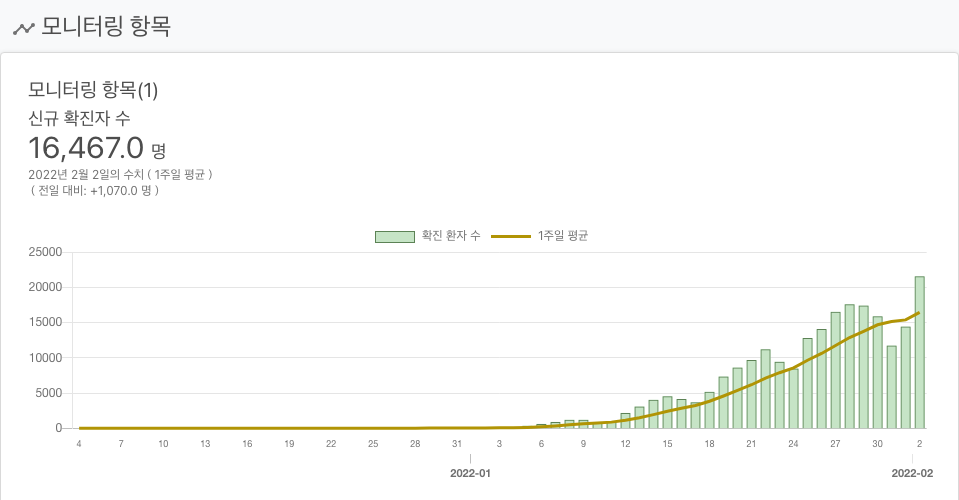 모니터링 항목
모니터링 항목(1)
신규 확진자 수
16,467.0 명
2022년 2월 2일의 수치 ( 1주일 평균 )
( 전일 대비: +1,070.0 명 )
확진 환자 수 1주일 평균
25000
20000
15000
10000
5000
0
4 7 10 13 16 19 22 25 28 31 3 6 9 12 15 18 21 24 27 30 2
2022-01 2022-02